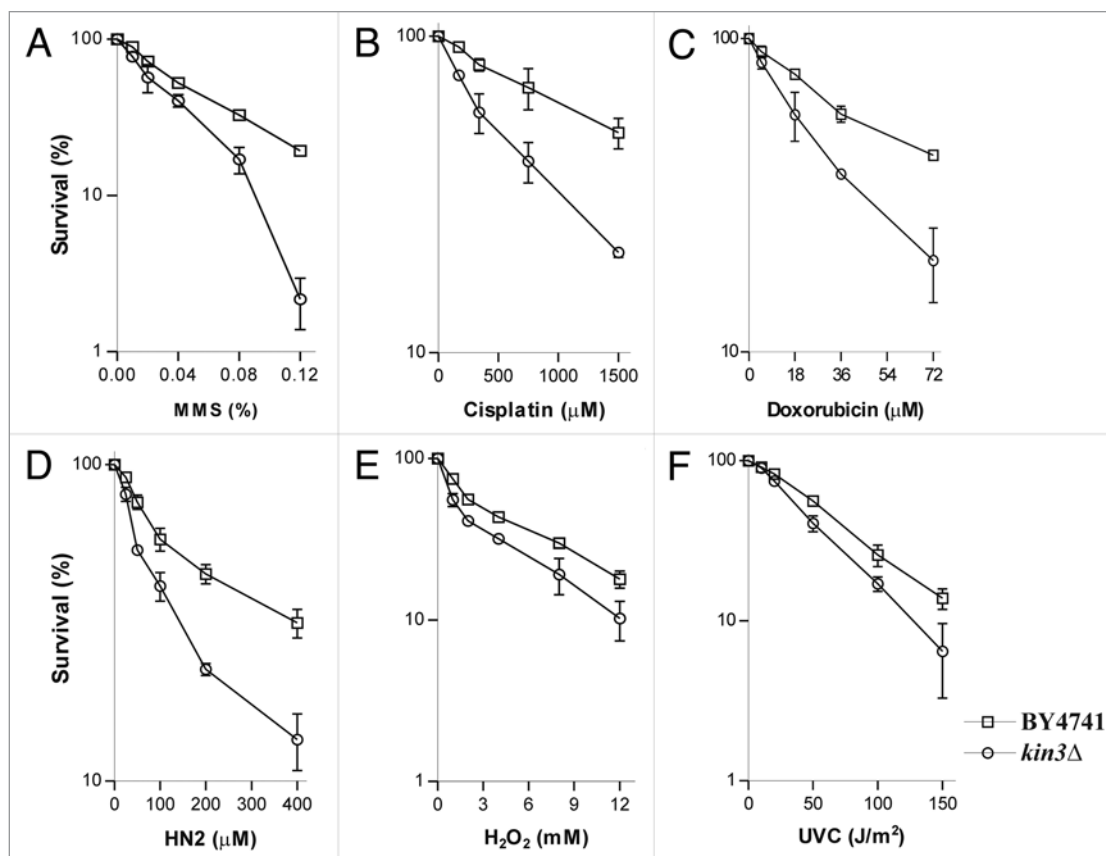 A
100
10
1
0.00 0.04 0.08 0.12
MMS (%)
Survival (%)
B
100
10
0 500 1000 1500
Cisplatin (µM)
C
100
10
0 18 36 54 72
Doxorubicin (µM)
D
100
10
0 100 200 300 400
HN2 (µM)
Survival (%)
E
100
10
1
0 3 6 9 12
H₂O₂ (mM)
F
100
10
1
0 50 100 150
UVC (J/m²)
BY4741
kin3Δ